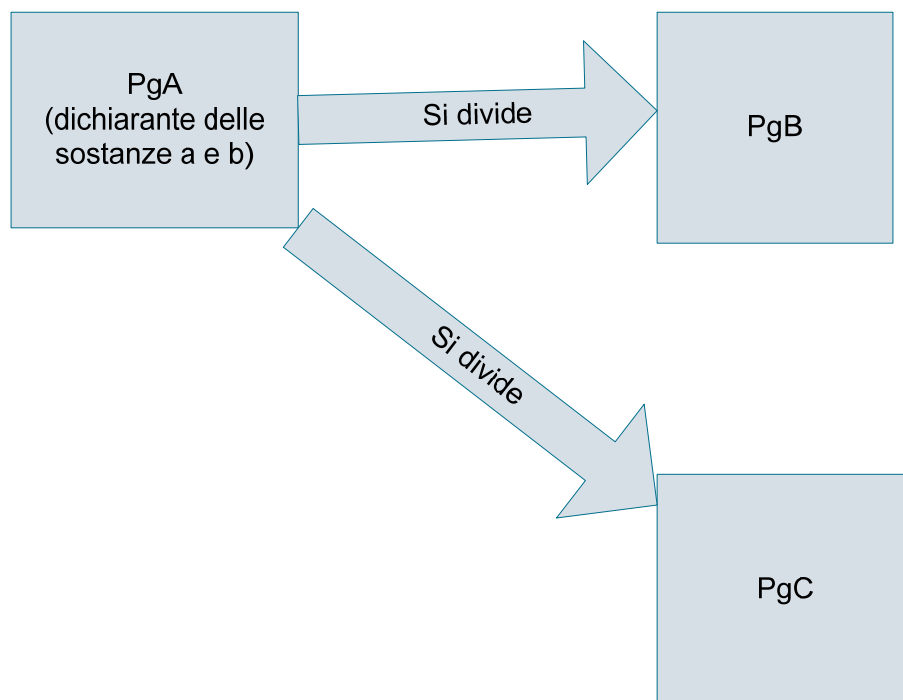 PgA
(dichiarante delle
sostanze a e b)
Si divide
PgB
Si divide
PgC